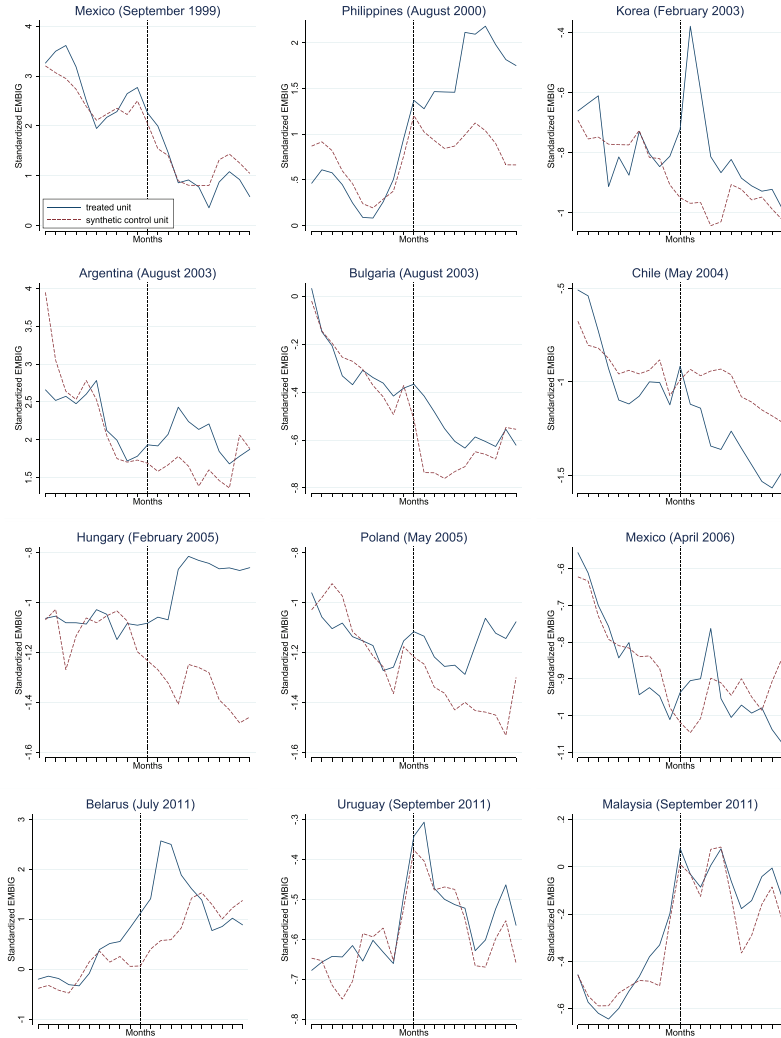 Mexico (September 1999)
Standardized EMBIG
4
3
2
1
0
treated unit
synthetic control unit
Months
Philippines (August 2000)
Standardized EMBIG
2
1.5
1
.5
0
Months
Korea (February 2003)
Standardized EMBIG
-.4
-.6
-.8
-1
Months
Argentina (August 2003)
Standardized EMBIG
4
3.5
3
2.5
2
1.5
Months
Bulgaria (August 2003)
Standardized EMBIG
0
-.2
-.4
-.6
-.8
Months
Chile (May 2004)
Standardized EMBIG
-.5
-1
-1.5
Months
Hungary (February 2005)
Standardized EMBIG
-.8
-1
-1.2
-1.4
-1.6
Months
Poland (May 2005)
Standardized EMBIG
-.8
-1
-1.2
-1.4
-1.6
Months
Mexico (April 2006)
Standardized EMBIG
-.6
-.7
-.8
-.9
-1
-1.1
Months
Belarus (July 2011)
Standardized EMBIG
3
2
1
0
-1
Months
Uruguay (September 2011)
Standardized EMBIG
-.3
-.4
-.5
-.6
-.7
-.8
Months
Malaysia (September 2011)
Standardized EMBIG
.2
0
-.2
-.4
-.6
Months